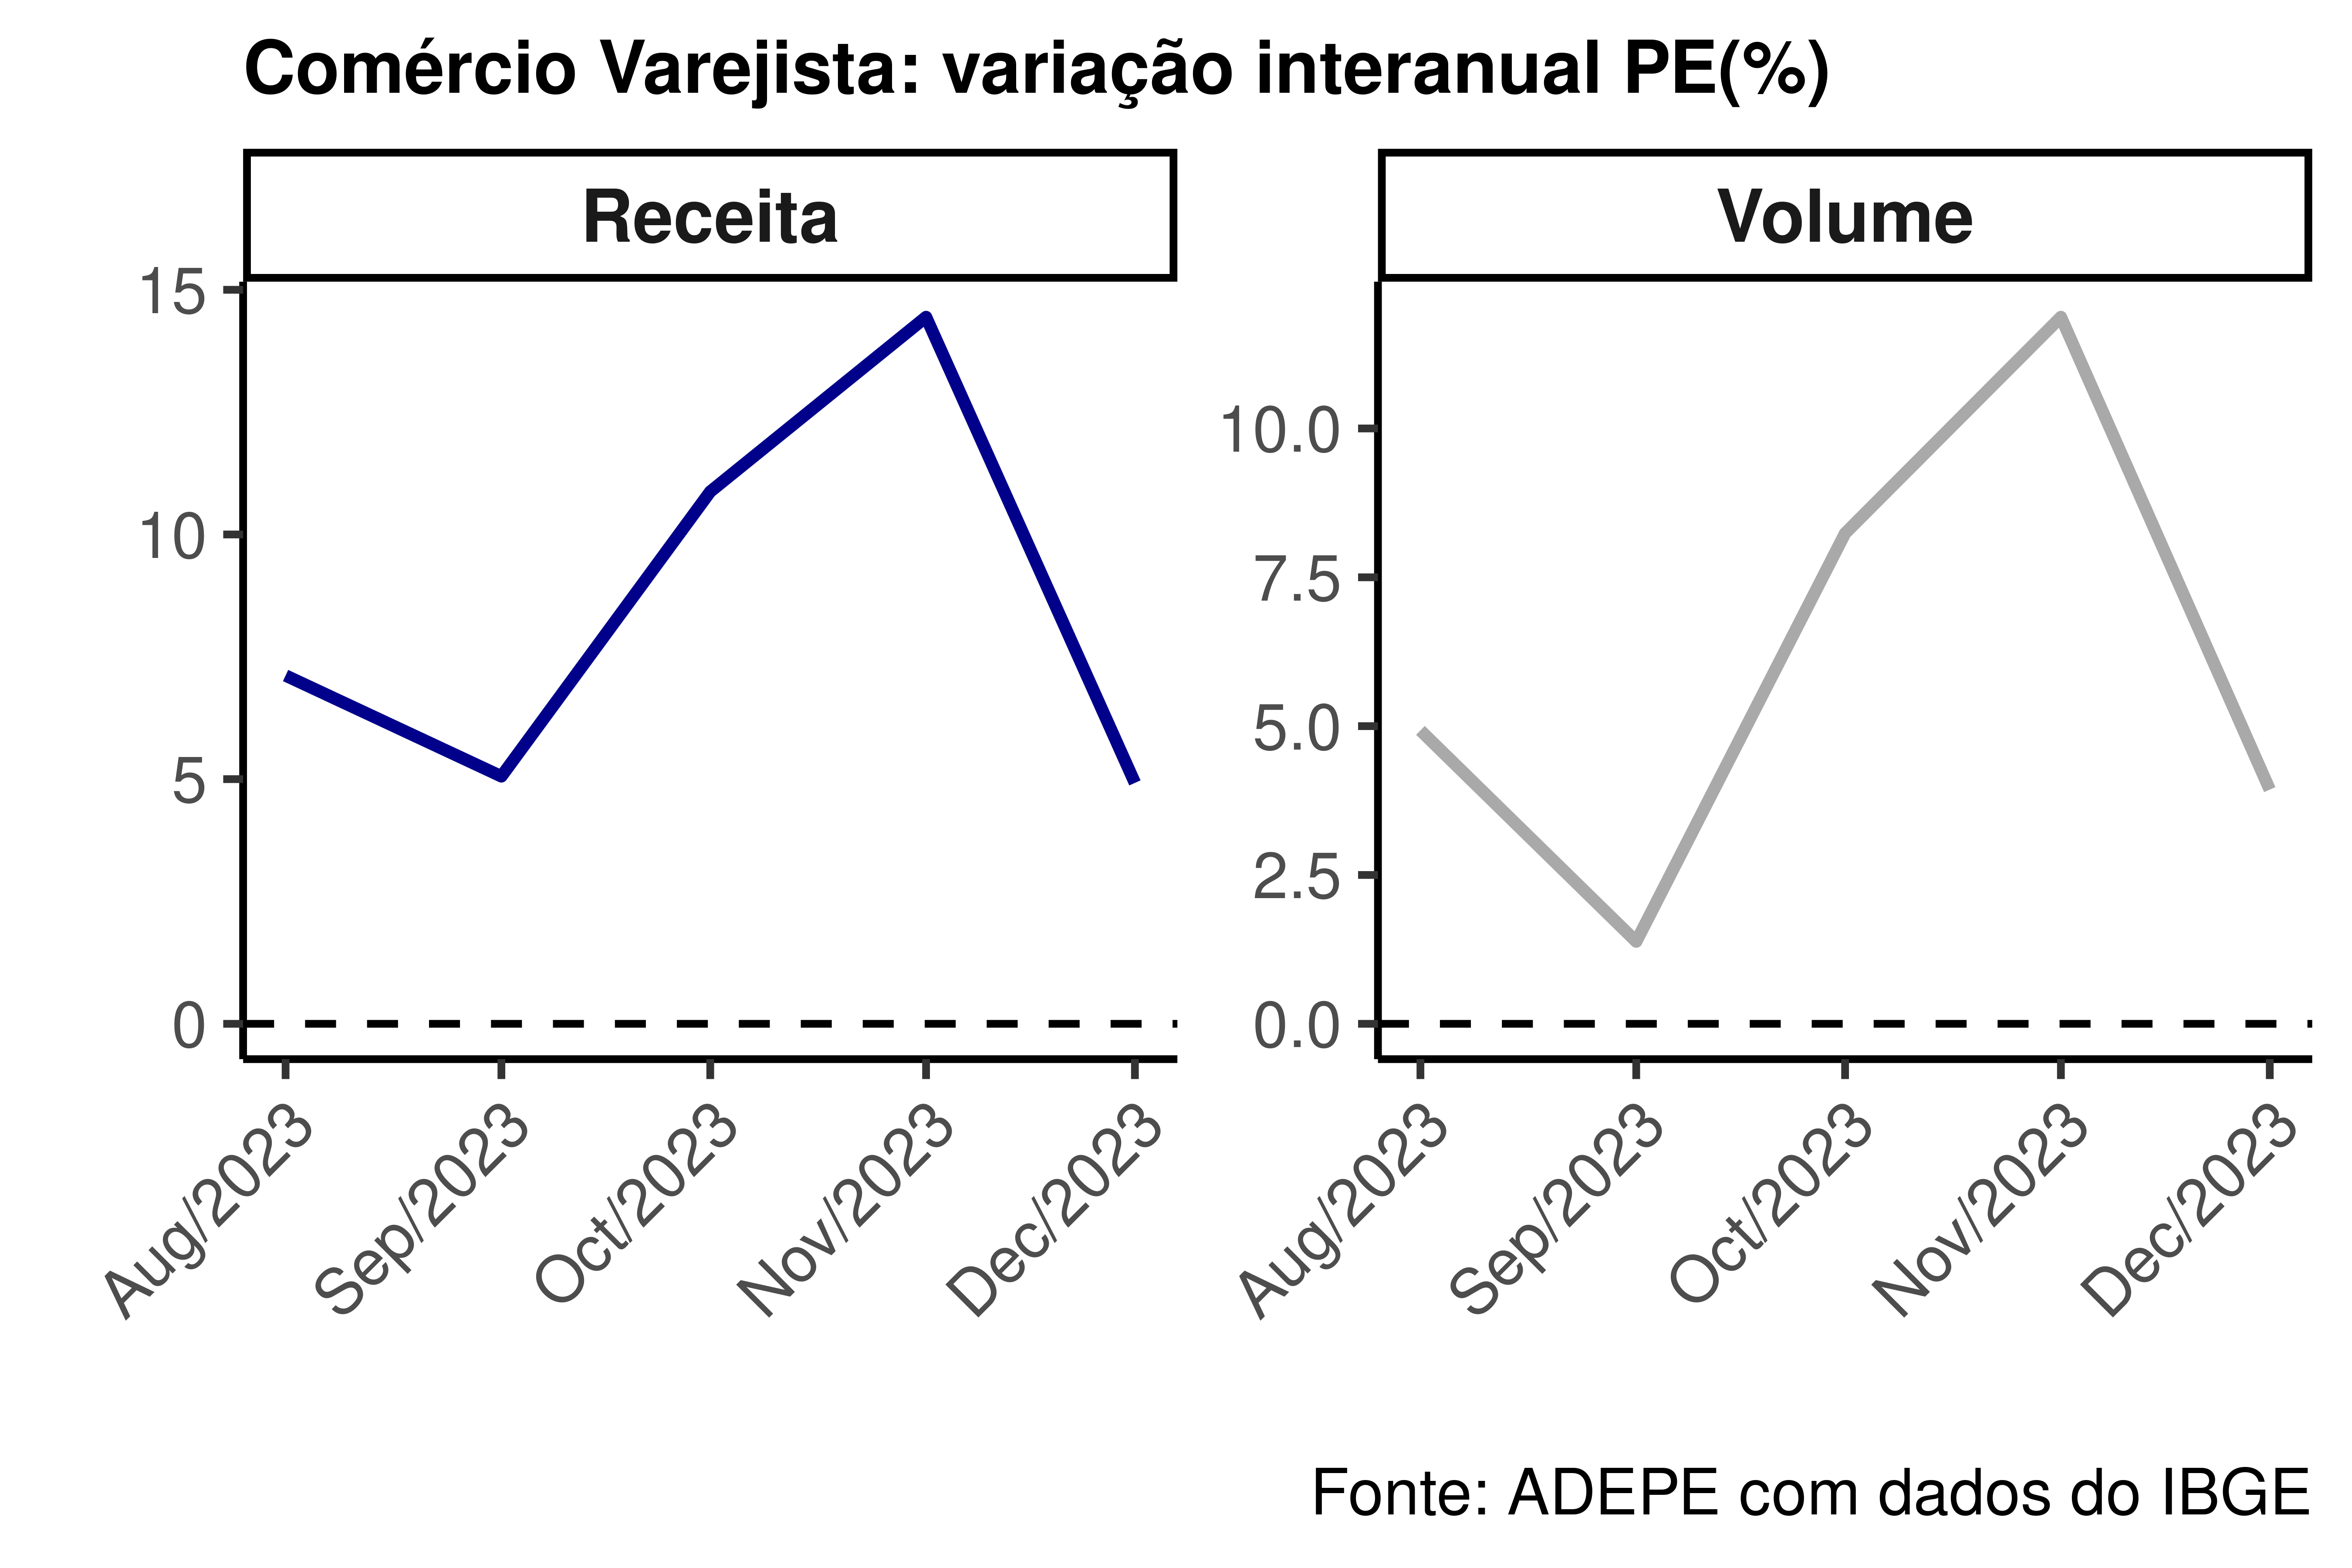 Comércio Varejista: variação interanual PE(%)
Receita
15
10
5
0
Aug/2023
Sep/2023
Oct/2023
Nov/2023
Dec/2023
Volume
10.0
7.5
5.0
2.5
0.0
Aug/2023
Sep/2023
Oct/2023
Nov/2023
Dec/2023
Fonte: ADEPE com dados do IBGE